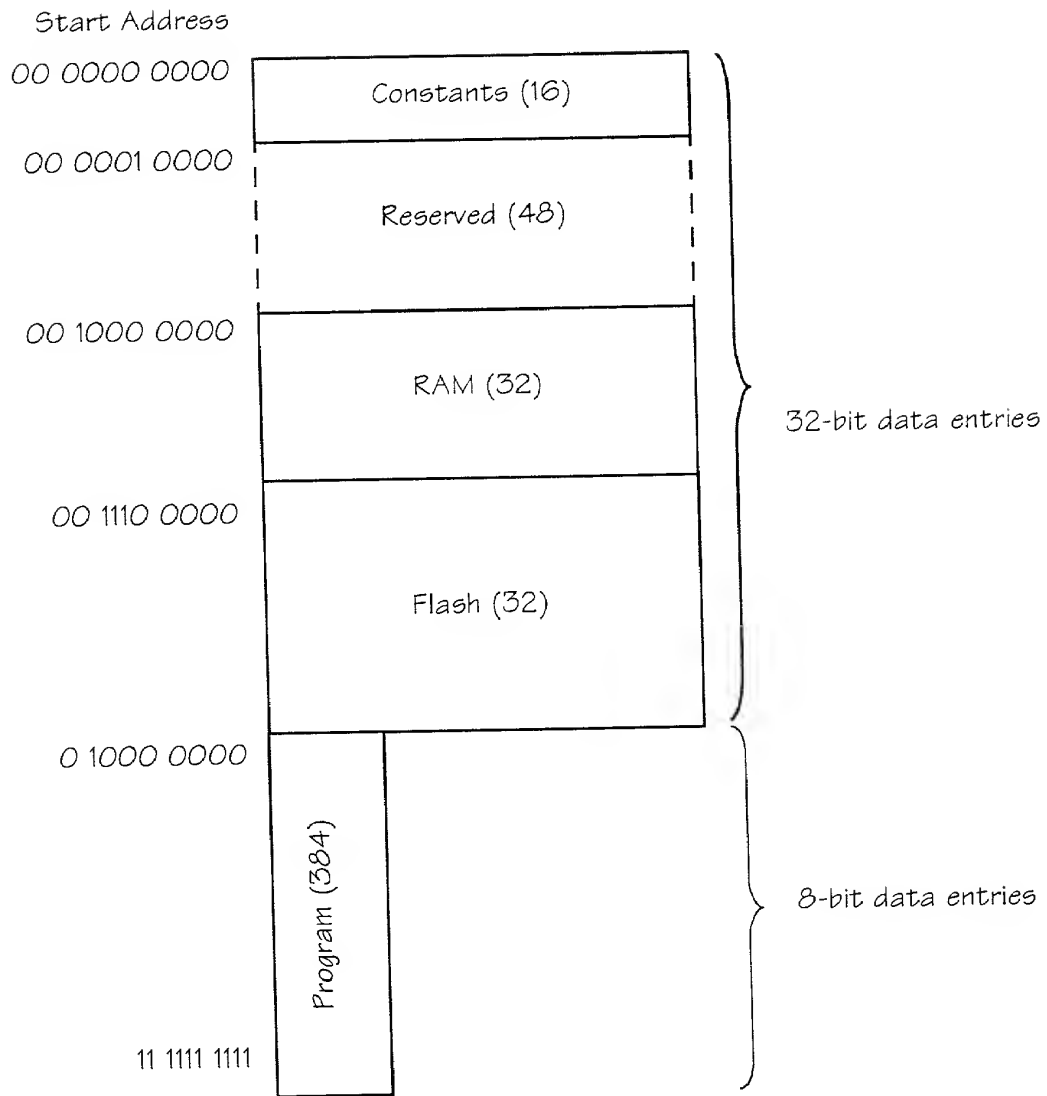 Start Address
00 0000 0000
Constants (16)
00 0001 0000
Reserved (48)
00 1000 0000
RAM (32)
32-bit data entries
00 1110 0000
Flash (32)
0 1000 0000
Program (384)
8-bit data entries
11 1111 1111